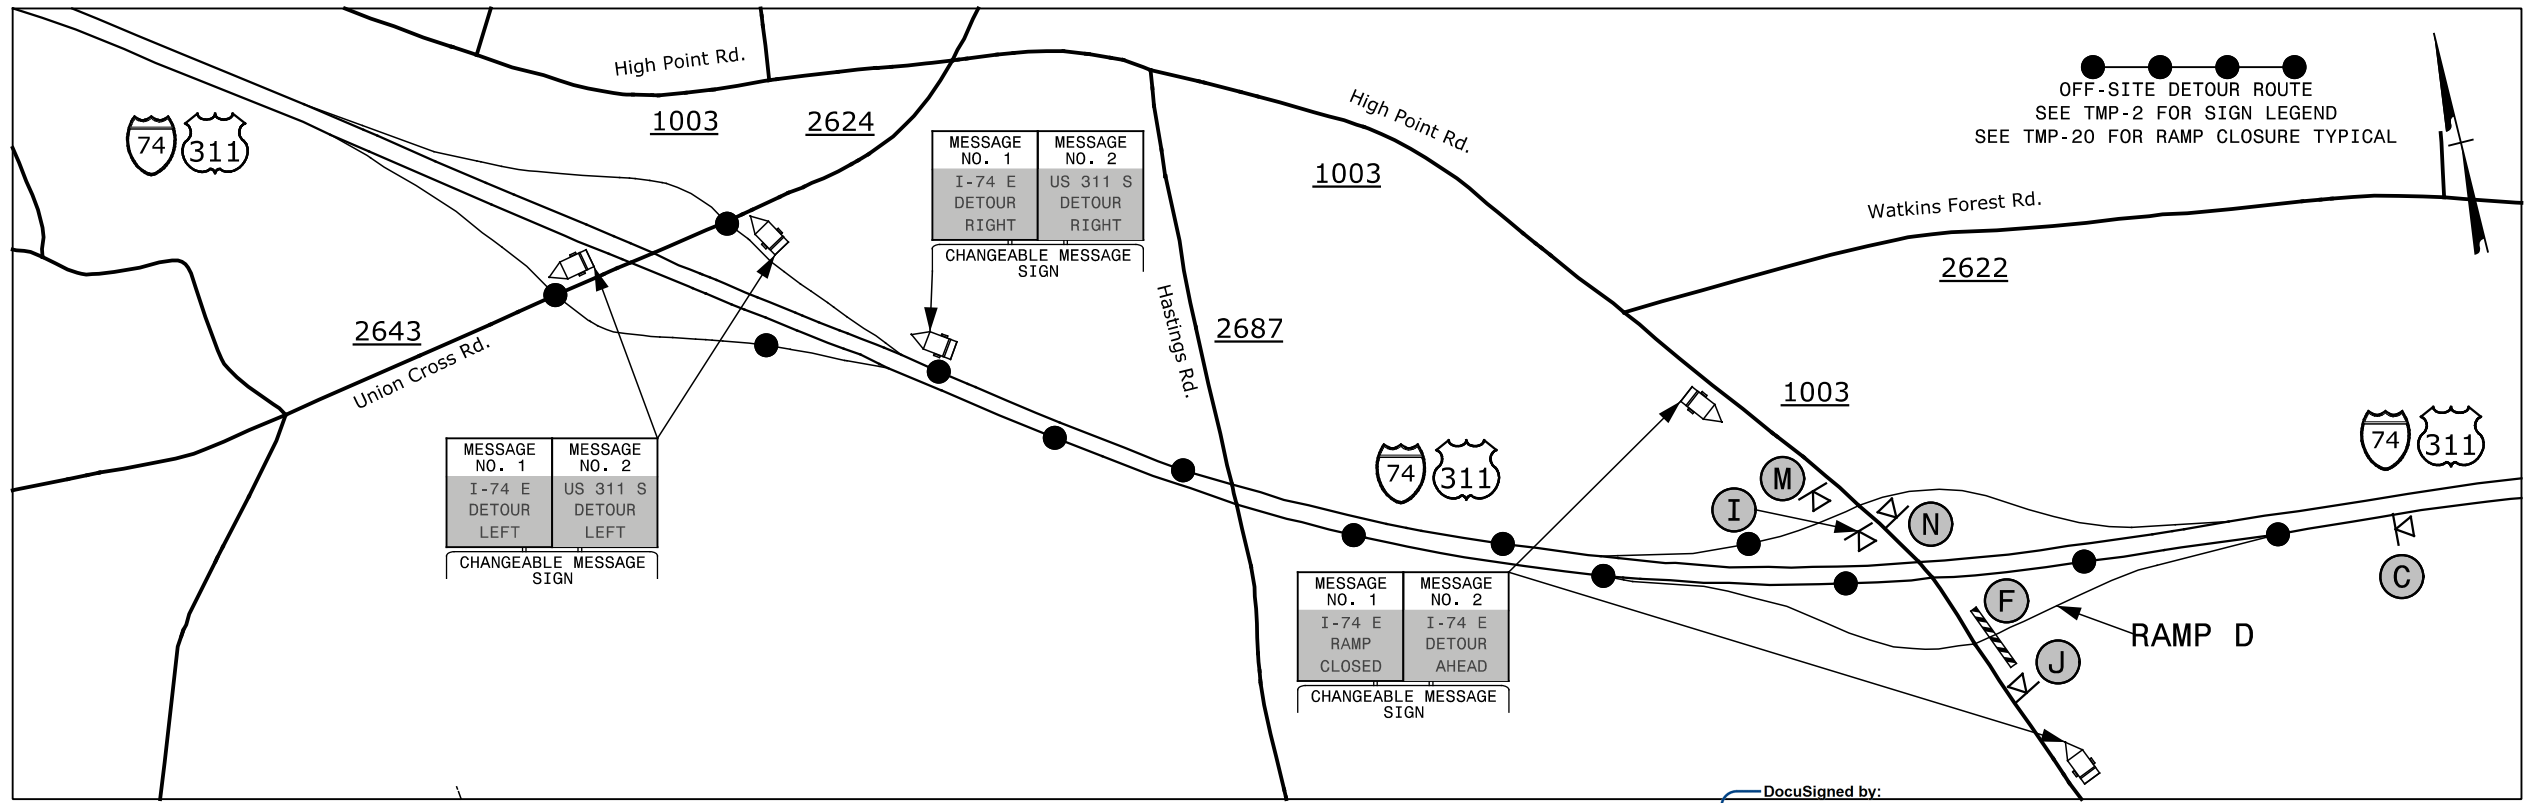 High Point Rd.
1003
2624
74
311
MESSAGE NO. 1
I-74 E
DETOUR
RIGHT
MESSAGE NO. 2
US 311 S
DETOUR
RIGHT
CHANGEABLE MESSAGE
SIGN
High Point Rd.
1003
OFF-SITE DETOUR ROUTE
SEE TMP-2 FOR SIGN LEGEND
SEE TMP-20 FOR RAMP CLOSURE TYPICAL
Watkins Forest Rd.
2622
2643
Union Cross Rd.
Hastings Rd.
2687
1003
MESSAGE NO. 1
I-74 E
DETOUR
LEFT
MESSAGE NO. 2
US 311 S
DETOUR
LEFT
CHANGEABLE MESSAGE
SIGN
74
311
M
I
N
74
311
C
MESSAGE NO. 1
I-74 E
RAMP
CLOSED
MESSAGE NO. 2
I-74 E
DETOUR
AHEAD
CHANGEABLE MESSAGE
SIGN
F
RAMP D
J
DocuSigned by: